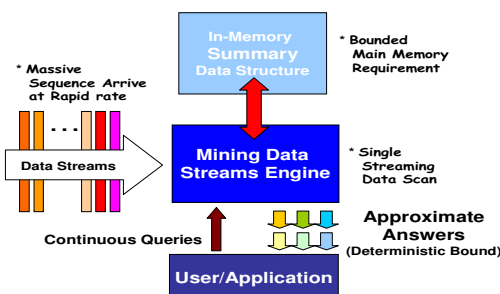 In-Memory
Summary
Data Structure
* Bounded
Main Memory
Requirement
* Massive
Sequence Arrive
at Rapid rate
...
Data Streams
Mining Data
Streams Engine
* Single
Streaming
Data Scan
Continuous Queries
Approximate
Answers
(Deterministic Bound)
User/Application